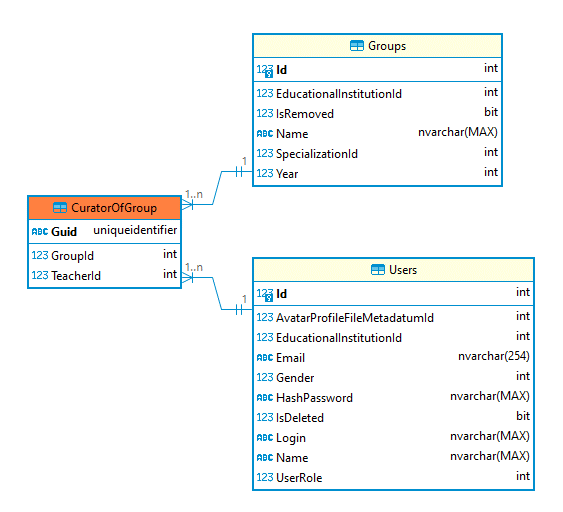 Groups
123 Id int
123 EducationalInstitutionId int
123 IsRemoved bit
ABC Name nvarchar(MAX)
123 SpecializationId int
123 Year int
1
1..n
CuratorOfGroup
ABC Guid uniqueidentifier
123 GroupId int
123 TeacherId int
1..n
1
Users
123 Id int
123 AvatarProfileFileMetadatumId int
123 EducationalInstitutionId int
ABC Email nvarchar(254)
123 Gender int
ABC HashPassword nvarchar(MAX)
123 IsDeleted bit
ABC Login nvarchar(MAX)
ABC Name nvarchar(MAX)
123 UserRole int